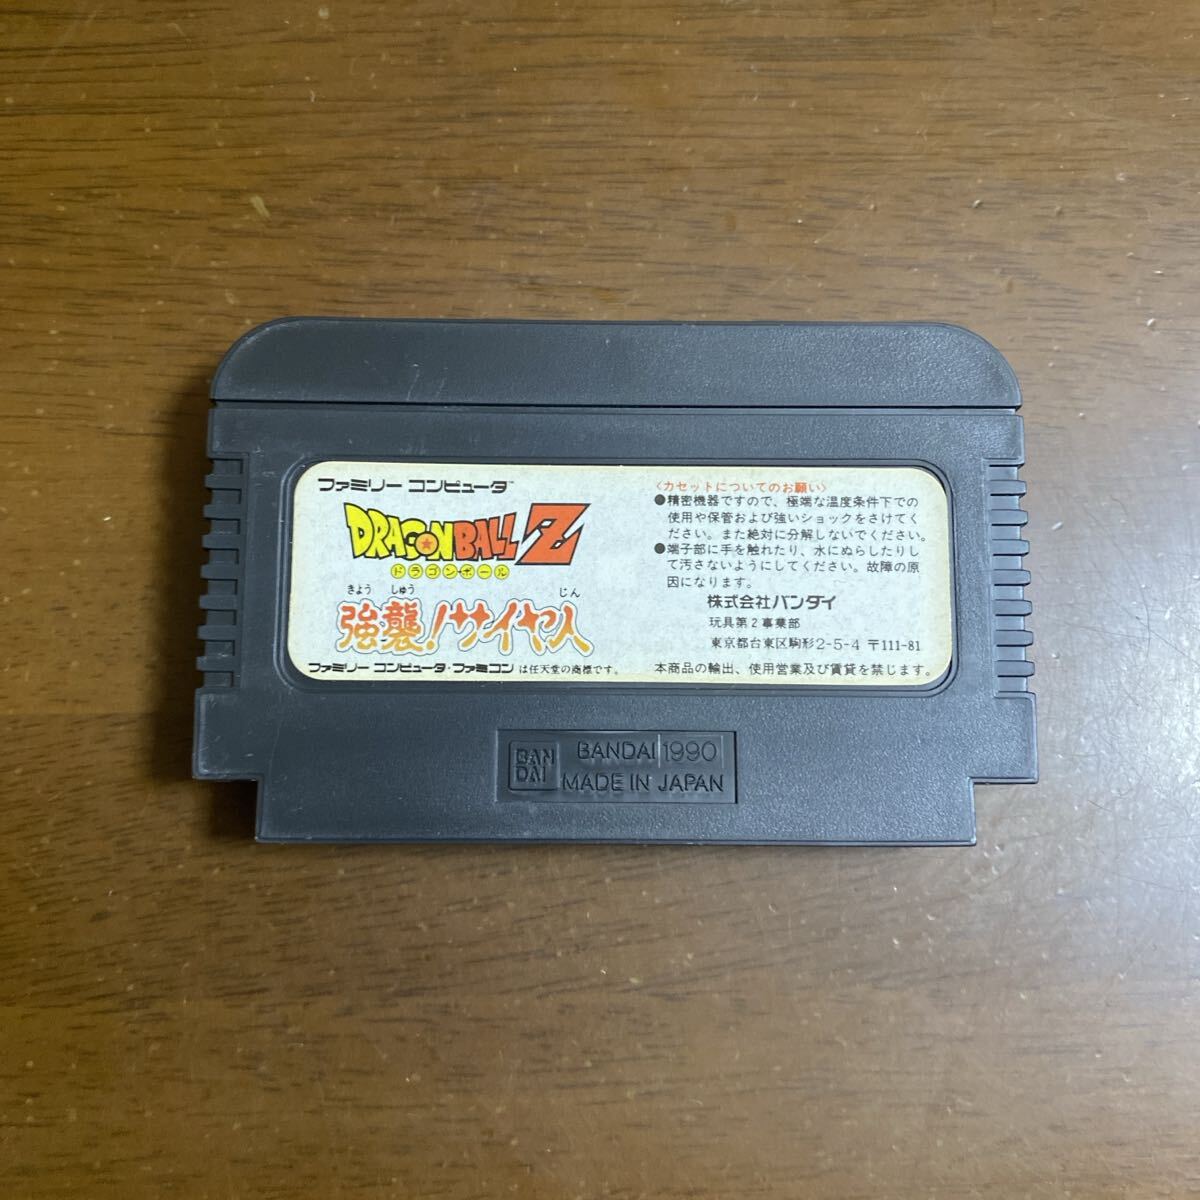 ファミリー コンピュータ™
DRAGON BALL Z
ドラゴンボール
きょう しゅう じん
強襲!サイヤ人
ファミリー コンピュータ・ファミコン は任天堂の商標です。
〈カセットについてのお願い〉
●精密機器ですので、極端な温度条件下での
使用や保管および強いショックをさけてく
ださい。また絶対に分解しないでください。
●端子部に手を触れたり、水にぬらしたりし
て汚さないようにしてください。故障の原
因になります。
株式会社バンダイ
玩具第2事業部
東京都台東区駒形2-5-4 〒111-81
本商品の輸出、使用営業及び賃貸を禁じます。
BAN
DAI
BANDAI 1990
MADE IN JAPAN